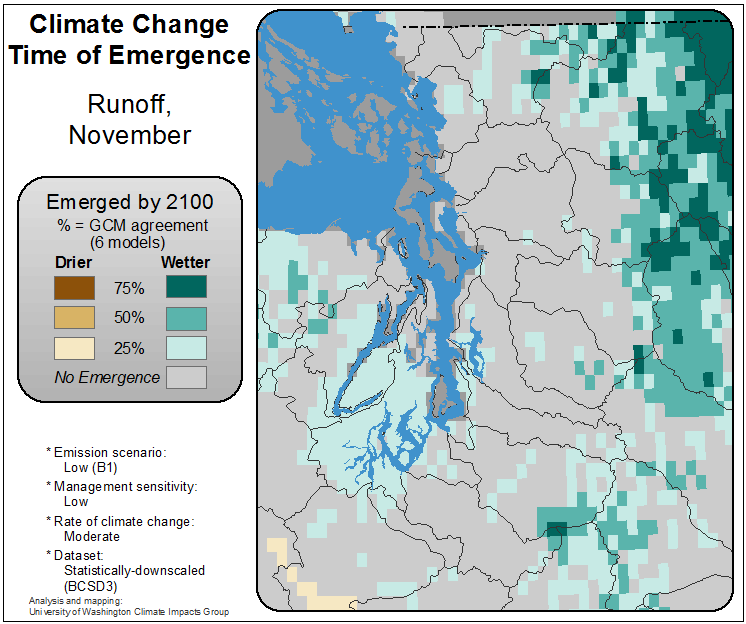 Climate Change
Time of Emergence
Runoff,
November
Emerged by 2100
% = GCM agreement
(6 models)
Drier Wetter
75%
50%
25%
No Emergence
* Emission scenario:
Low (B1)
* Management sensitivity:
Low
* Rate of climate change:
Moderate
* Dataset:
Statistically-downscaled
(BCSD3)
Analysis and mapping:
University of Washington Climate Impacts Group